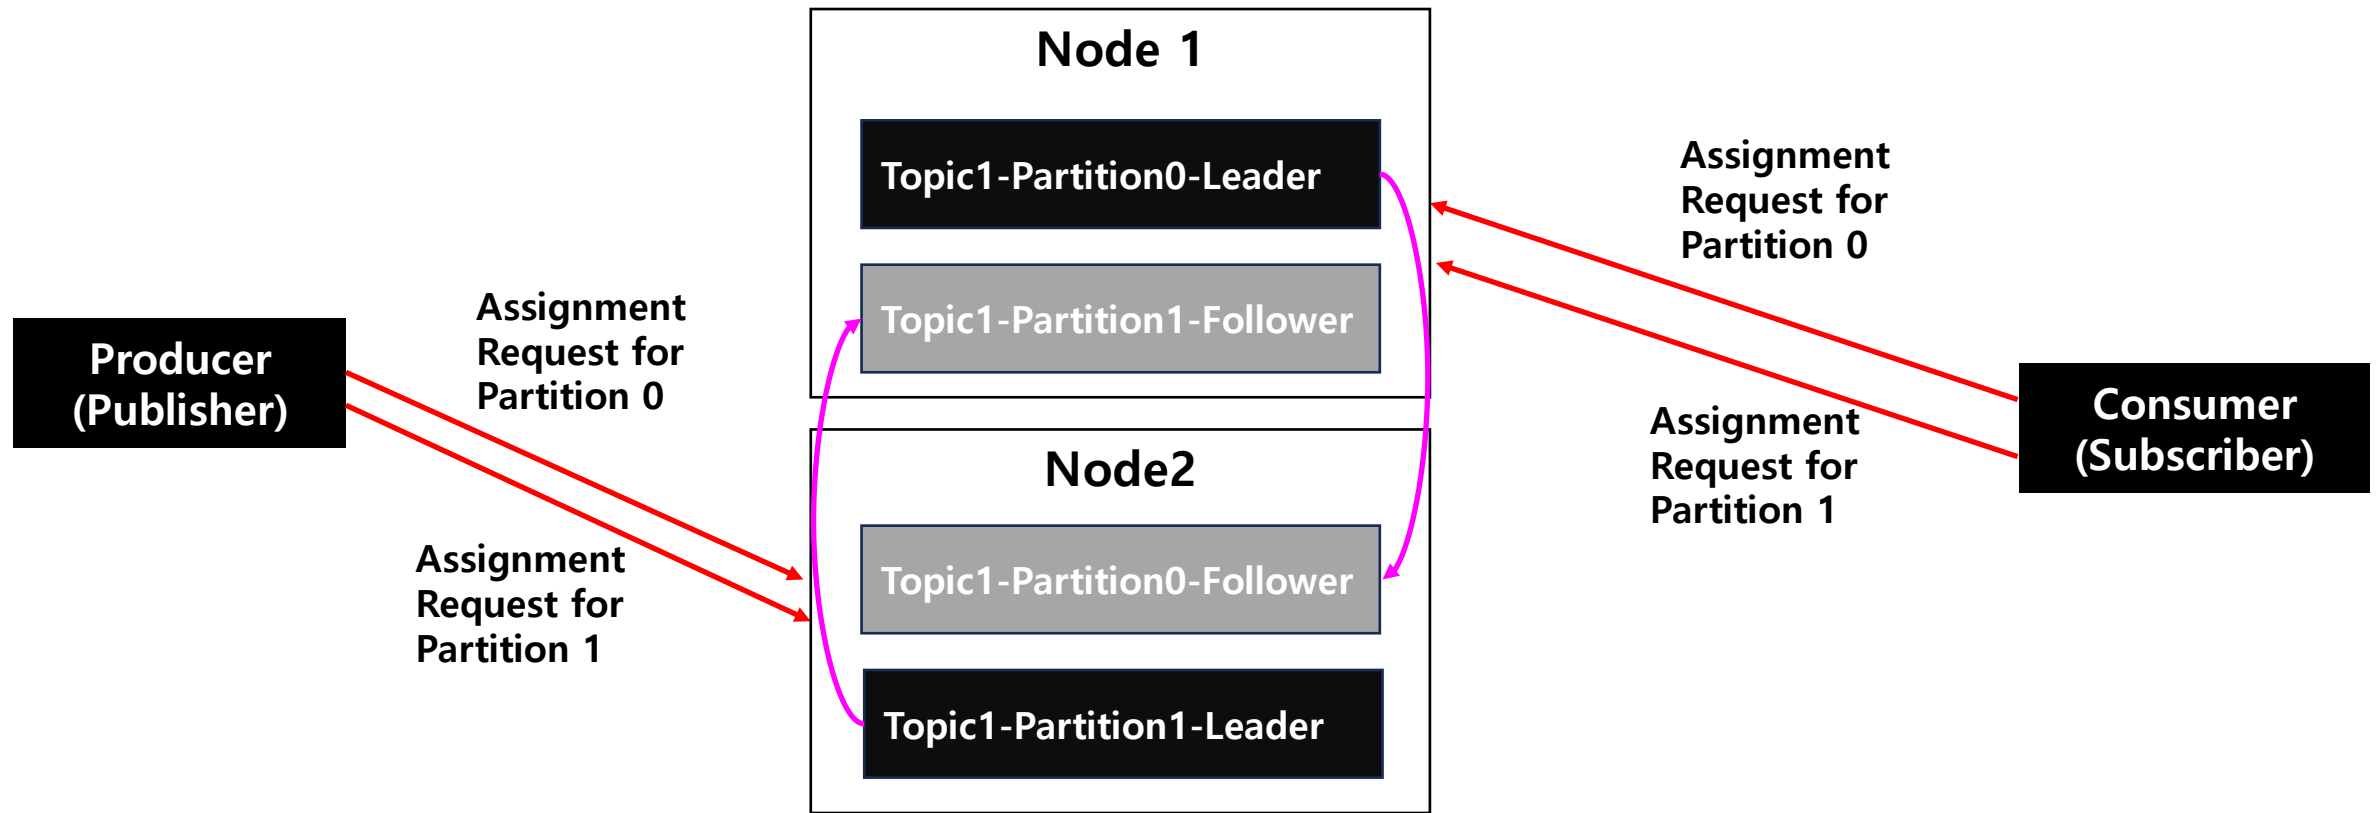 Node 1
Topic1-Partition0-Leader
Topic1-Partition1-Follower
Assignment
Request for
Partition 0
Producer
(Publisher)
Assignment
Request for
Partition 1
Node2
Topic1-Partition0-Follower
Topic1-Partition1-Leader
Assignment
Request for
Partition 0
Assignment
Request for
Partition 1
Consumer
(Subscriber)